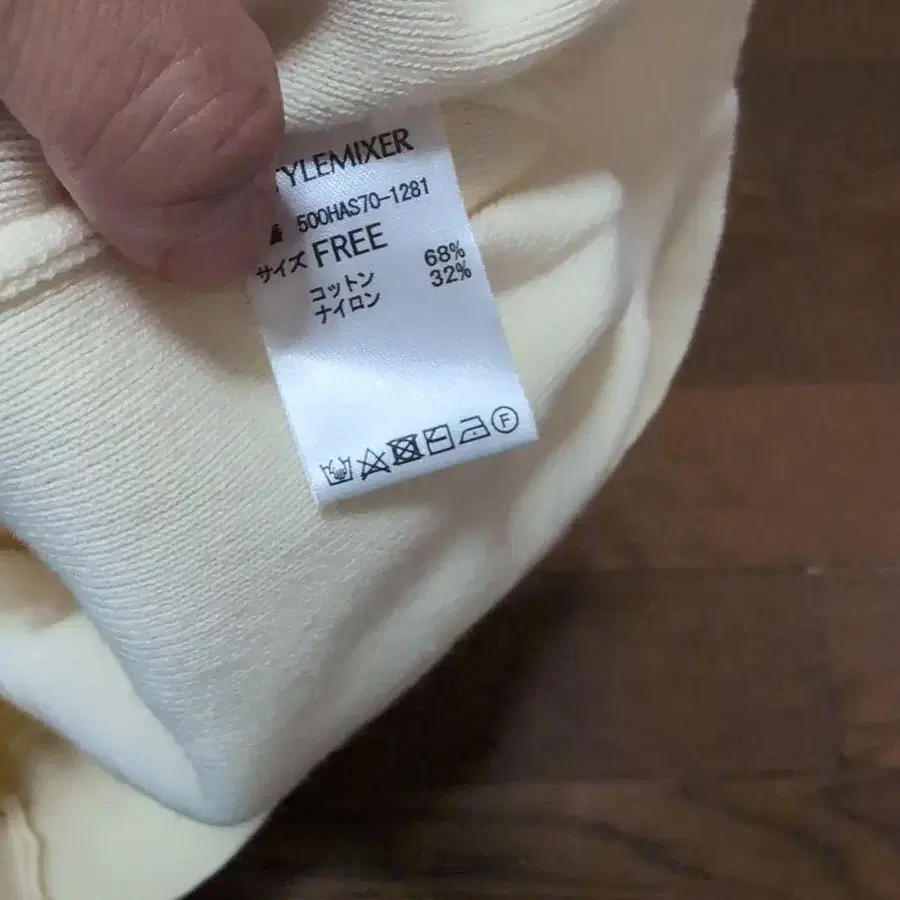 TYLEMIXER
500HAS70-1281
サイズ FREE
コットン 68%
ナイロン 32%
F